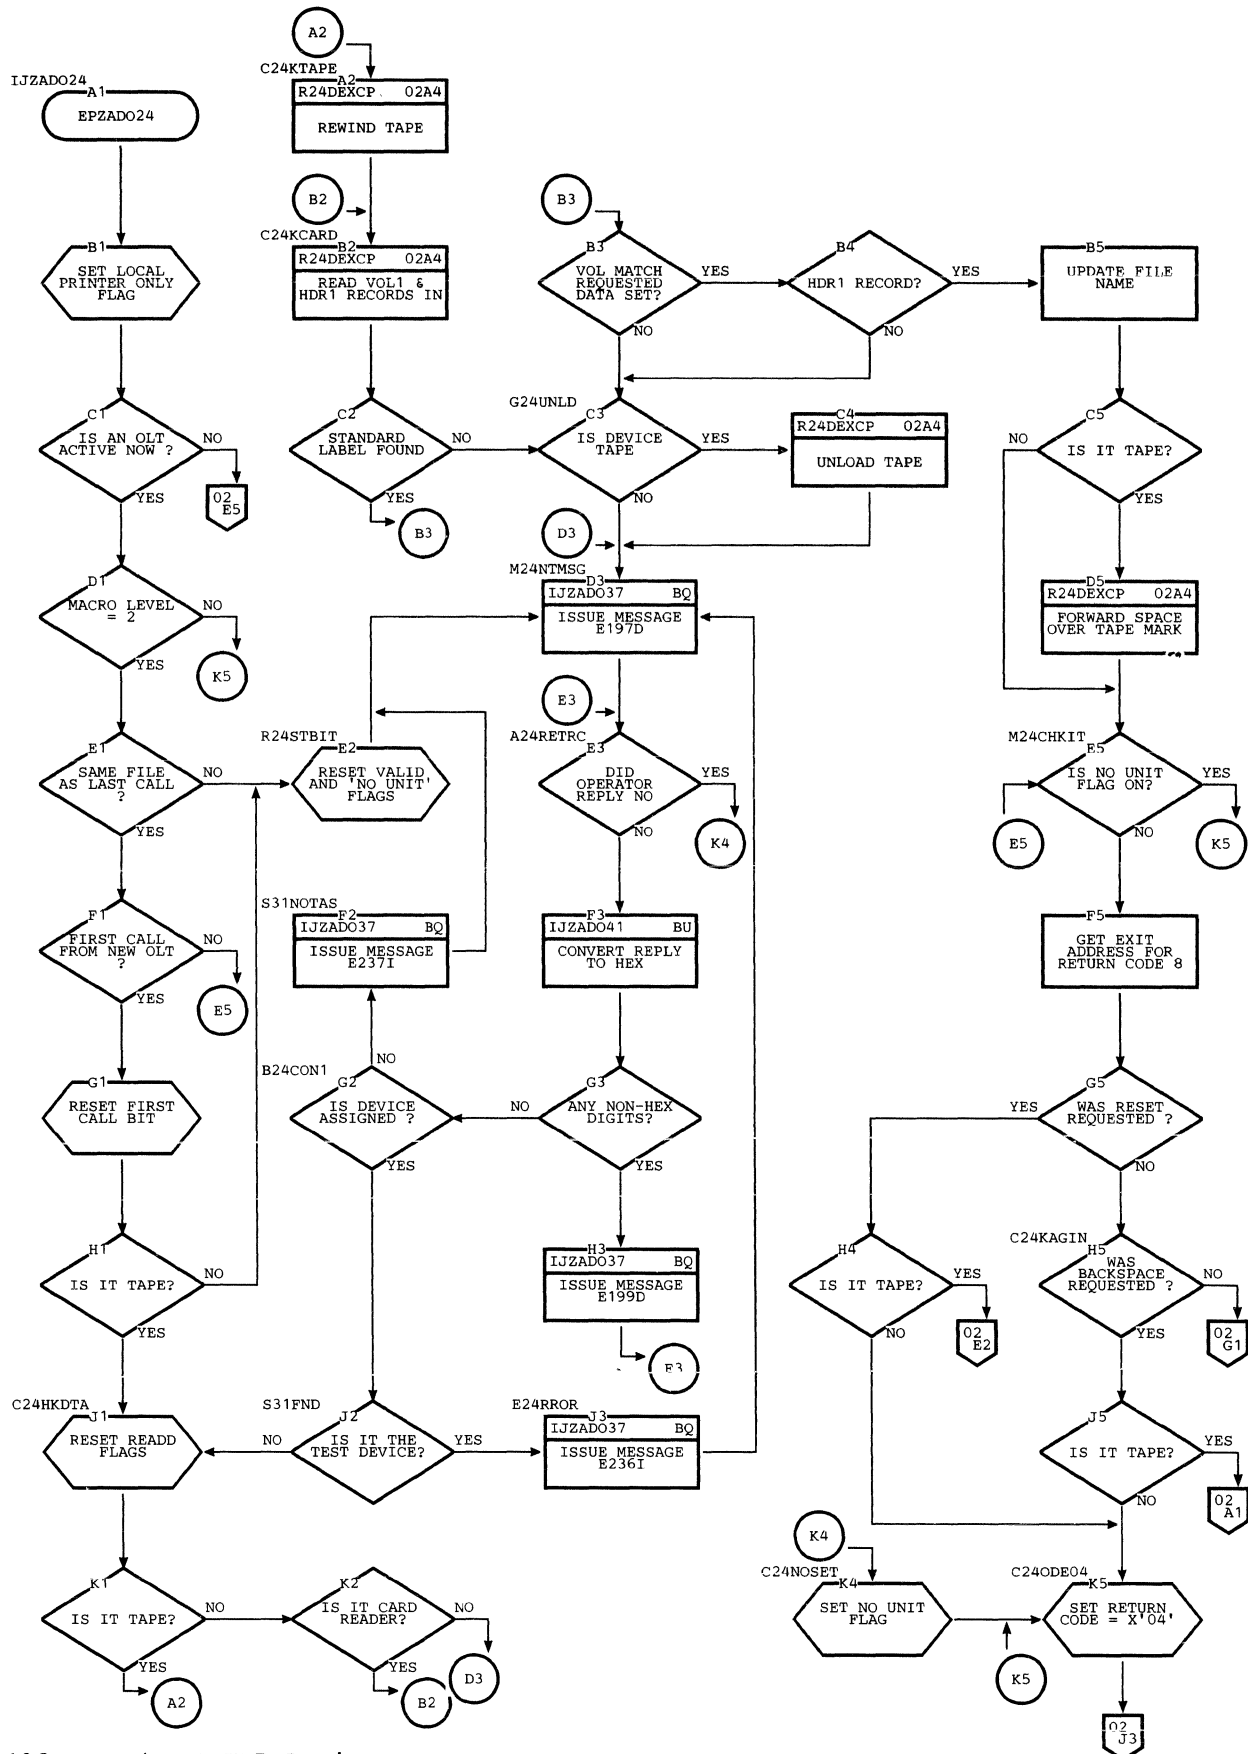 A2
C24KTAPE
A2
R24DEXCP 02A4
REWIND TAPE
IJZADO24
A1
EPZADO24
B2
C24KCARD
B2
R24DEXCP 02A4
READ VOL1 &
HDR1 RECORDS IN
B3
B3
VOL MATCH
REQUESTED
DATA SET?
YES
NO
B4
HDR1 RECORD?
YES
NO
B5
UPDATE FILE
NAME
B1
SET LOCAL
PRINTER ONLY
FLAG
C1
IS AN OLT
ACTIVE NOW ?
NO
YES
02
E5
C2
STANDARD
LABEL FOUND
NO
YES
B3
G24UNLD
C3
IS DEVICE
TAPE
YES
NO
C4
R24DEXCP 02A4
UNLOAD TAPE
C5
NO
IS IT TAPE?
YES
D3
M24NTMSG
D3
IJZADO37 BQ
ISSUE MESSAGE
E197D
D1
MACRO LEVEL
= 2
NO
YES
K5
D5
R24DEXCP 02A4
FORWARD SPACE
OVER TAPE MARK
E1
SAME FILE
AS LAST CALL
?
NO
YES
R24STBIT
E2
RESET VALID
AND 'NO UNIT'
FLAGS
E3
A24RETRC
E3
DID
OPERATOR
REPLY NO
YES
NO
K4
M24CHKIT
E5
IS NO UNIT
FLAG ON?
YES
NO
E5
K5
F1
FIRST CALL
FROM NEW OLT
?
NO
YES
E5
S31NOTAS
F2
IJZADO37 BQ
ISSUE MESSAGE
E237I
F3
IJZADO41 BU
CONVERT REPLY
TO HEX
F5
GET EXIT
ADDRESS FOR
RETURN CODE 8
G1
RESET FIRST
CALL BIT
B24CON1
NO
G2
IS DEVICE
ASSIGNED ?
YES
NO
G3
ANY NON-HEX
DIGITS?
YES
YES
G5
WAS RESET
REQUESTED ?
NO
H1
IS IT TAPE?
NO
YES
H3
IJZADO37 BQ
ISSUE MESSAGE
E199D
E3
H4
IS IT TAPE?
YES
NO
02
E2
C24KAGIN
H5
WAS
BACKSPACE
REQUESTED ?
NO
YES
02
G1
C24HKDTA
J1
RESET READD
FLAGS
S31FND
NO
J2
IS IT THE
TEST DEVICE?
YES
E24RROR
J3
IJZADO37 BQ
ISSUE MESSAGE
E236I
J5
IS IT TAPE?
YES
NO
02
A1
K1
IS IT TAPE?
NO
YES
A2
K2
IS IT CARD
READER?
NO
YES
B2
D3
K4
C24NOSET
K4
SET NO UNIT
FLAG
C24ODE04
K5
SET RETURN
CODE = X'04'
K5
02
J3